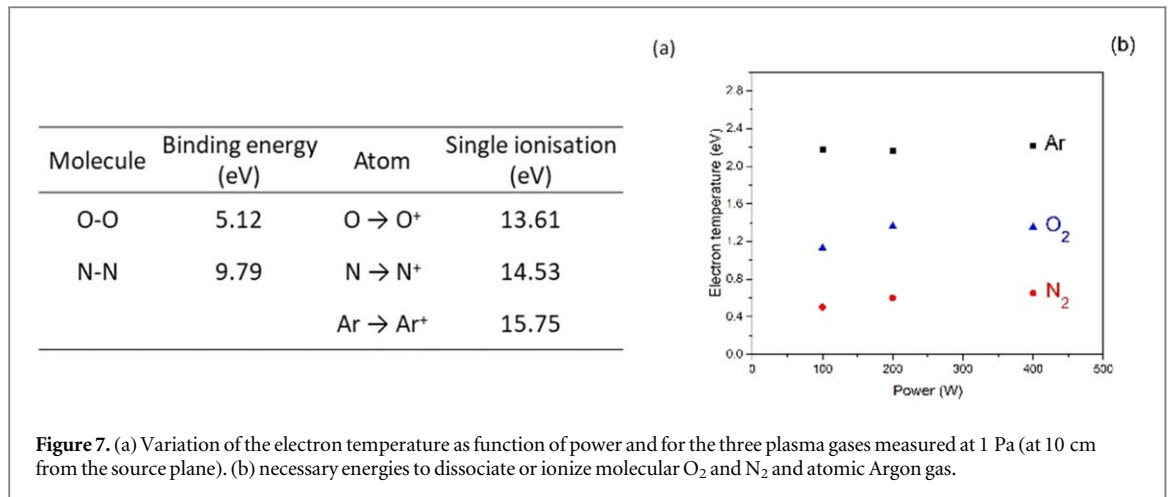 (a)
(b)
Molecule Binding energy (eV) Atom Single ionisation (eV)
O-O 5.12 O → O⁺ 13.61
N-N 9.79 N → N⁺ 14.53
Ar → Ar⁺ 15.75
Electron temperature (eV)
2.8
2.4
2.0
1.6
1.2
0.8
0.4
0.0
Ar
O₂
N₂
0 100 200 300 400 500
Power (W)
Figure 7. (a) Variation of the electron temperature as function of power and for the three plasma gases measured at 1 Pa (at 10 cm
from the source plane). (b) necessary energies to dissociate or ionize molecular O₂ and N₂ and atomic Argon gas.